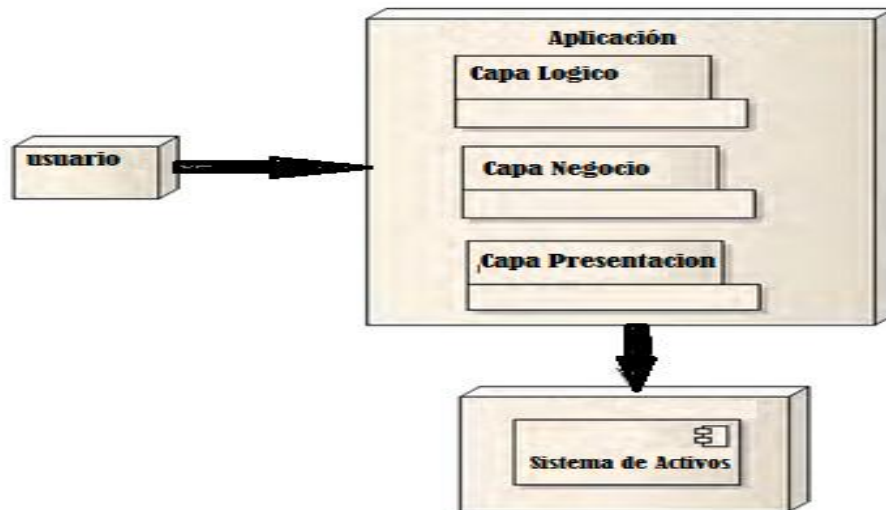 Aplicación
Capa Logico
usuario
Capa Negocio
Capa Presentacion
Sistema de Activos